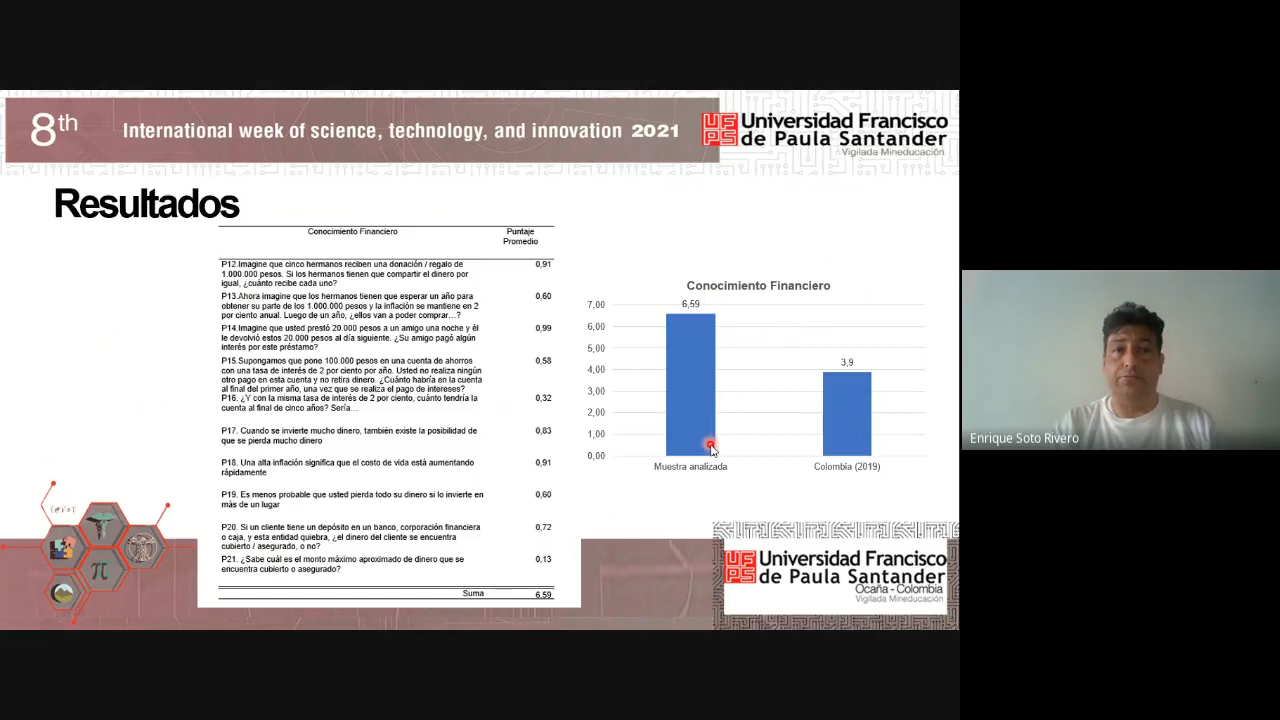 8th
International week of science, technology, and innovation 2021
Universidad Francisco
de Paula Santander
Vigilada Mineducación
Resultados
Conocimiento Financiero
Puntaje
Promedio
P12.Imagine que cinco hermanos reciben una donación / regalo de
1.000.000 pesos. Si los hermanos tienen que compartir el dinero por
igual, ¿cuánto recibe cada uno?
0,91
P13.Ahora imagine que los hermanos tienen que esperar un año para
obtener su parte de los 1.000.000 pesos y la inflación se mantiene en 2
por ciento anual. Luego de un año, ¿ellos van a poder comprar…?
0,60
P14.Imagine que usted prestó 20.000 pesos a un amigo una noche y él
le devolvió estos 20.000 pesos al día siguiente. ¿Su amigo pagó algún
interés por este préstamo?
0,99
P15.Supongamos que pone 100.000 pesos en una cuenta de ahorros
con una tasa de interés de 2 por ciento por año. Usted no realiza ningún
otro pago en esta cuenta y no retira dinero. ¿Cuánto habría en la cuenta
al final del primer año, una vez que se realiza el pago de intereses?
0,58
P16. ¿Y con la misma tasa de interés de 2 por ciento, cuánto tendría la
cuenta al final de cinco años? Sería…
0,32
P17. Cuando se invierte mucho dinero, también existe la posibilidad de
que se pierda mucho dinero
0,83
P18. Una alta inflación significa que el costo de vida está aumentando
rápidamente
0,91
P19. Es menos probable que usted pierda todo su dinero si lo invierte en
más de un lugar
0,60
P20. Si un cliente tiene un depósito en un banco, corporación financiera
o caja, y esta entidad quiebra, ¿el dinero del cliente se encuentra
cubierto / asegurado, o no?
0,72
P21. ¿Sabe cuál es el monto máximo aproximado de dinero que se
encuentra cubierto o asegurado?
0,13
Suma
6,59
Conocimiento Financiero
7,00
6,00
5,00
4,00
3,00
2,00
1,00
0,00
6,59
3,9
Muestra analizada
Colombia (2019)
Enrique Soto Rivero
UF
PS
Universidad Francisco
de Paula Santander
Ocaña - Colombia
Vigilada Mineducación